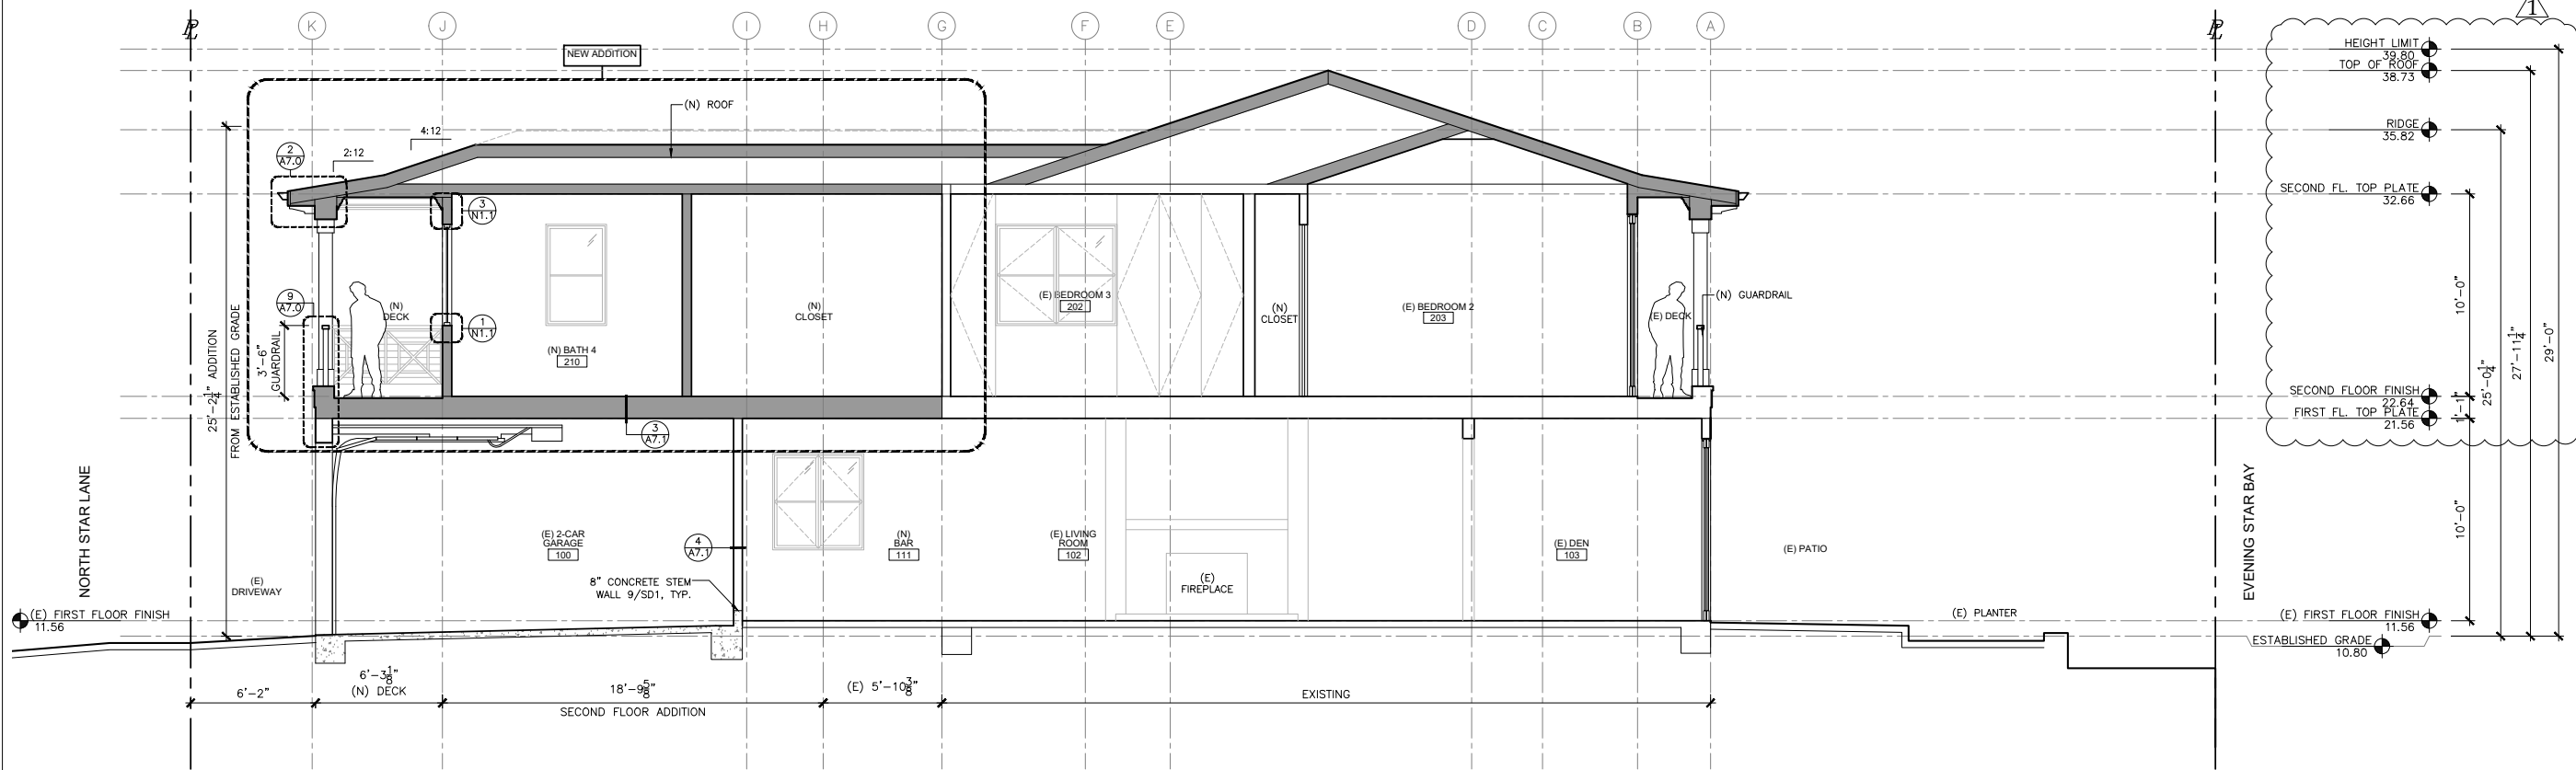 1
PL
K
J
I
H
G
F
E
D
C
B
A
PL
NEW ADDITION
HEIGHT LIMIT
39.80
TOP OF ROOF
38.73
(N) ROOF
4:12
2:12
RIDGE
35.82
2
A7.0
SECOND FL. TOP PLATE
32.66
3
N1.1
9
A7.0
(N)
DECK
1
N1.1
(N) BATH 4
210
(N)
CLOSET
(E) BEDROOM 3
202
(N)
CLOSET
(E) BEDROOM 2
203
(E) DECK
(N) GUARDRAIL
3'-6"
GUARDRAIL
25'-2 1/4" ADDITION
FROM ESTABLISHED GRADE
10'-0"
25'-0 1/4"
27'-11 1/4"
29'-0"
SECOND FLOOR FINISH
22.64
FIRST FL. TOP PLATE
21.56
1'-1"
3
A7.1
NORTH STAR LANE
(E)
DRIVEWAY
(E) 2-CAR
GARAGE
100
4
A7.1
8" CONCRETE STEM
WALL 9/SD1, TYP.
(N)
BAR
111
(E) LIVING
ROOM
102
(E)
FIREPLACE
(E) DEN
103
(E) PATIO
(E) PLANTER
EVENING STAR BAY
10'-0"
(E) FIRST FLOOR FINISH
11.56
(E) FIRST FLOOR FINISH
11.56
ESTABLISHED GRADE
10.80
6'-2"
6'-3 1/8"
(N) DECK
18'-9 5/8"
SECOND FLOOR ADDITION
(E) 5'-10 3/8"
EXISTING